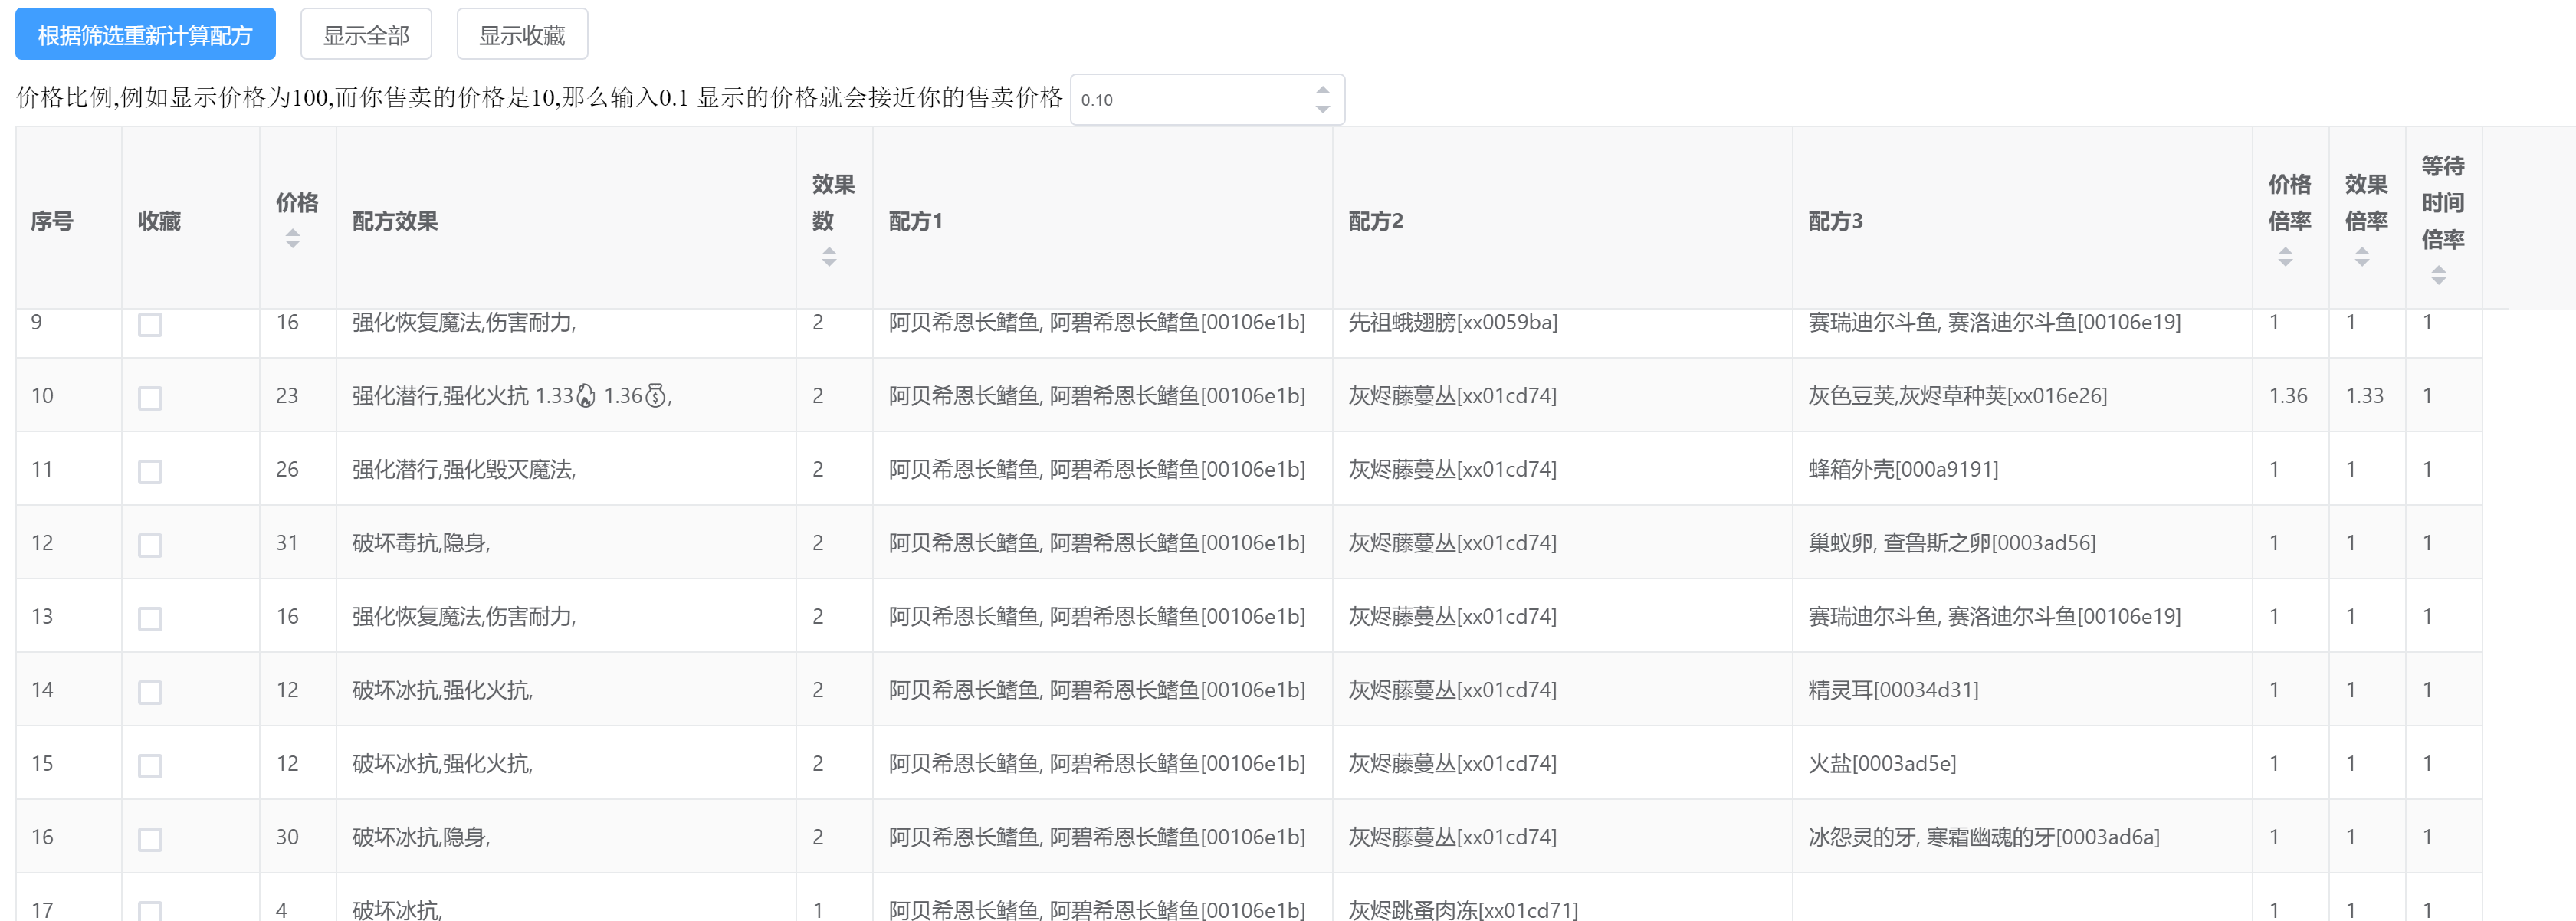 根据筛选重新计算配方 显示全部 显示收藏
价格比例,例如显示价格为100,而你售卖的价格是10,那么输入0.1 显示的价格就会接近你的售卖价格 0.10
序号 收藏 价格 配方效果 效果数 配方1 配方2 配方3 价格倍率 效果倍率 等待时间倍率
9 16 强化恢复魔法,伤害耐力, 2 阿贝希恩长鳍鱼, 阿碧希恩长鳍鱼[00106e1b] 先祖蛾翅膀[xx0059ba] 赛瑞迪尔斗鱼, 赛洛迪尔斗鱼[00106e19] 1 1 1
10 23 强化潜行,强化火抗 1.33🔥 1.36💰, 2 阿贝希恩长鳍鱼, 阿碧希恩长鳍鱼[00106e1b] 灰烬藤蔓丛[xx01cd74] 灰色豆荚,灰烬草种荚[xx016e26] 1.36 1.33 1
11 26 强化潜行,强化毁灭魔法, 2 阿贝希恩长鳍鱼, 阿碧希恩长鳍鱼[00106e1b] 灰烬藤蔓丛[xx01cd74] 蜂箱外壳[000a9191] 1 1 1
12 31 破坏毒抗,隐身, 2 阿贝希恩长鳍鱼, 阿碧希恩长鳍鱼[00106e1b] 灰烬藤蔓丛[xx01cd74] 巢蚁卵, 查鲁斯之卵[0003ad56] 1 1 1
13 16 强化恢复魔法,伤害耐力, 2 阿贝希恩长鳍鱼, 阿碧希恩长鳍鱼[00106e1b] 灰烬藤蔓丛[xx01cd74] 赛瑞迪尔斗鱼, 赛洛迪尔斗鱼[00106e19] 1 1 1
14 12 破坏冰抗,强化火抗, 2 阿贝希恩长鳍鱼, 阿碧希恩长鳍鱼[00106e1b] 灰烬藤蔓丛[xx01cd74] 精灵耳[00034d31] 1 1 1
15 12 破坏冰抗,强化火抗, 2 阿贝希恩长鳍鱼, 阿碧希恩长鳍鱼[00106e1b] 灰烬藤蔓丛[xx01cd74] 火盐[0003ad5e] 1 1 1
16 30 破坏冰抗,隐身, 2 阿贝希恩长鳍鱼, 阿碧希恩长鳍鱼[00106e1b] 灰烬藤蔓丛[xx01cd74] 冰怨灵的牙, 寒霜幽魂的牙[0003ad6a] 1 1 1
17 4 破坏冰抗, 1 阿贝希恩长鳍鱼, 阿碧希恩长鳍鱼[00106e1b] 灰烬跳蚤肉冻[xx01cd71] 1 1 1